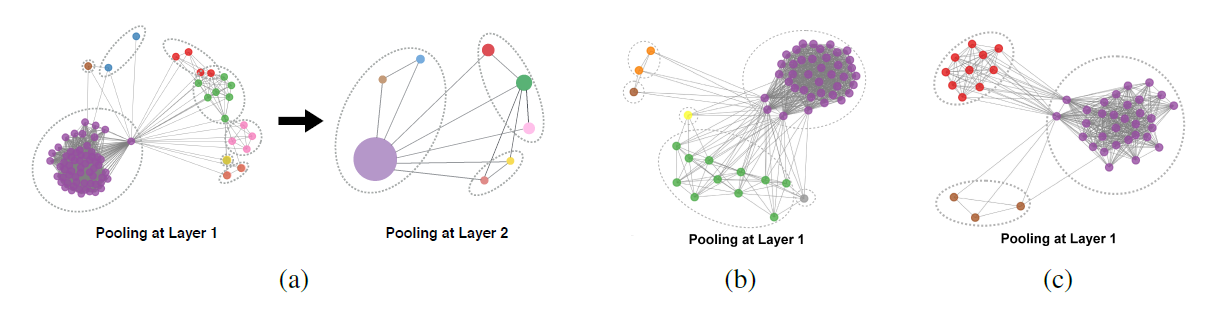 Pooling at Layer 1
Pooling at Layer 2
Pooling at Layer 1
Pooling at Layer 1
(a)
(b)
(c)